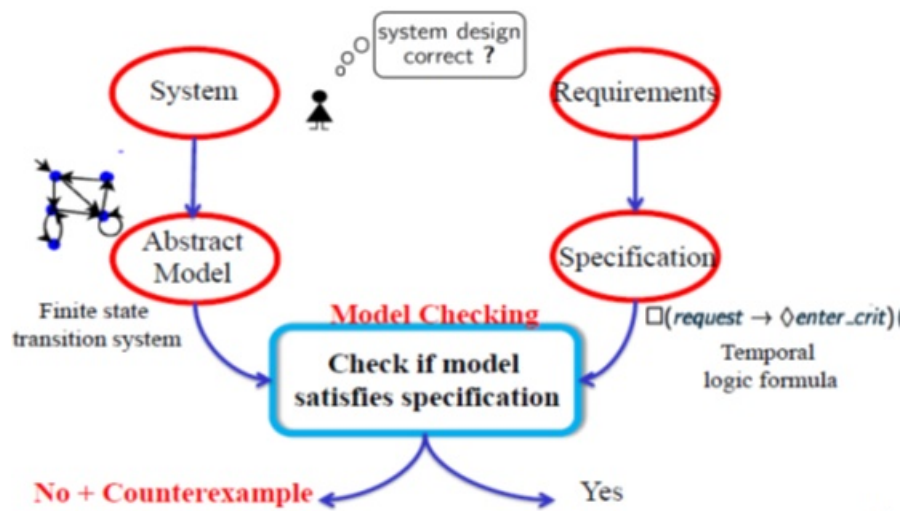 system design
correct ?
System
Requirements
Abstract
Model
Specification
Finite state
transition system
Model Checking
□(request → ◊enter_crit)(
Temporal
logic formula
Check if model
satisfies specification
No + Counterexample
Yes